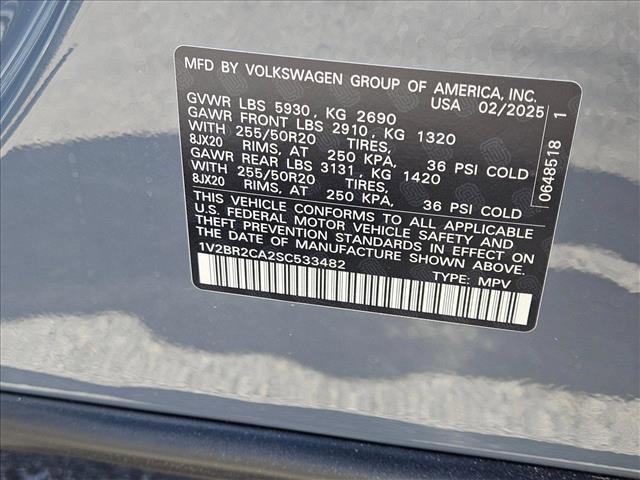 MFD BY VOLKSWAGEN GROUP OF AMERICA, INC.
USA 02/2025
GVWR LBS 5930, KG 2690
GAWR FRONT LBS 2910, KG 1320
WITH 255/50R20 TIRES,
8JX20 RIMS, AT 250 KPA, 36 PSI COLD
GAWR REAR LBS 3131, KG 1420
WITH 255/50R20 TIRES,
8JX20 RIMS, AT 250 KPA, 36 PSI COLD
THIS VEHICLE CONFORMS TO ALL APPLICABLE
U.S. FEDERAL MOTOR VEHICLE SAFETY AND
THEFT PREVENTION STANDARDS IN EFFECT ON
THE DATE OF MANUFACTURE SHOWN ABOVE.
1V2BR2CA2SC533482
TYPE: MPV
0648518 1